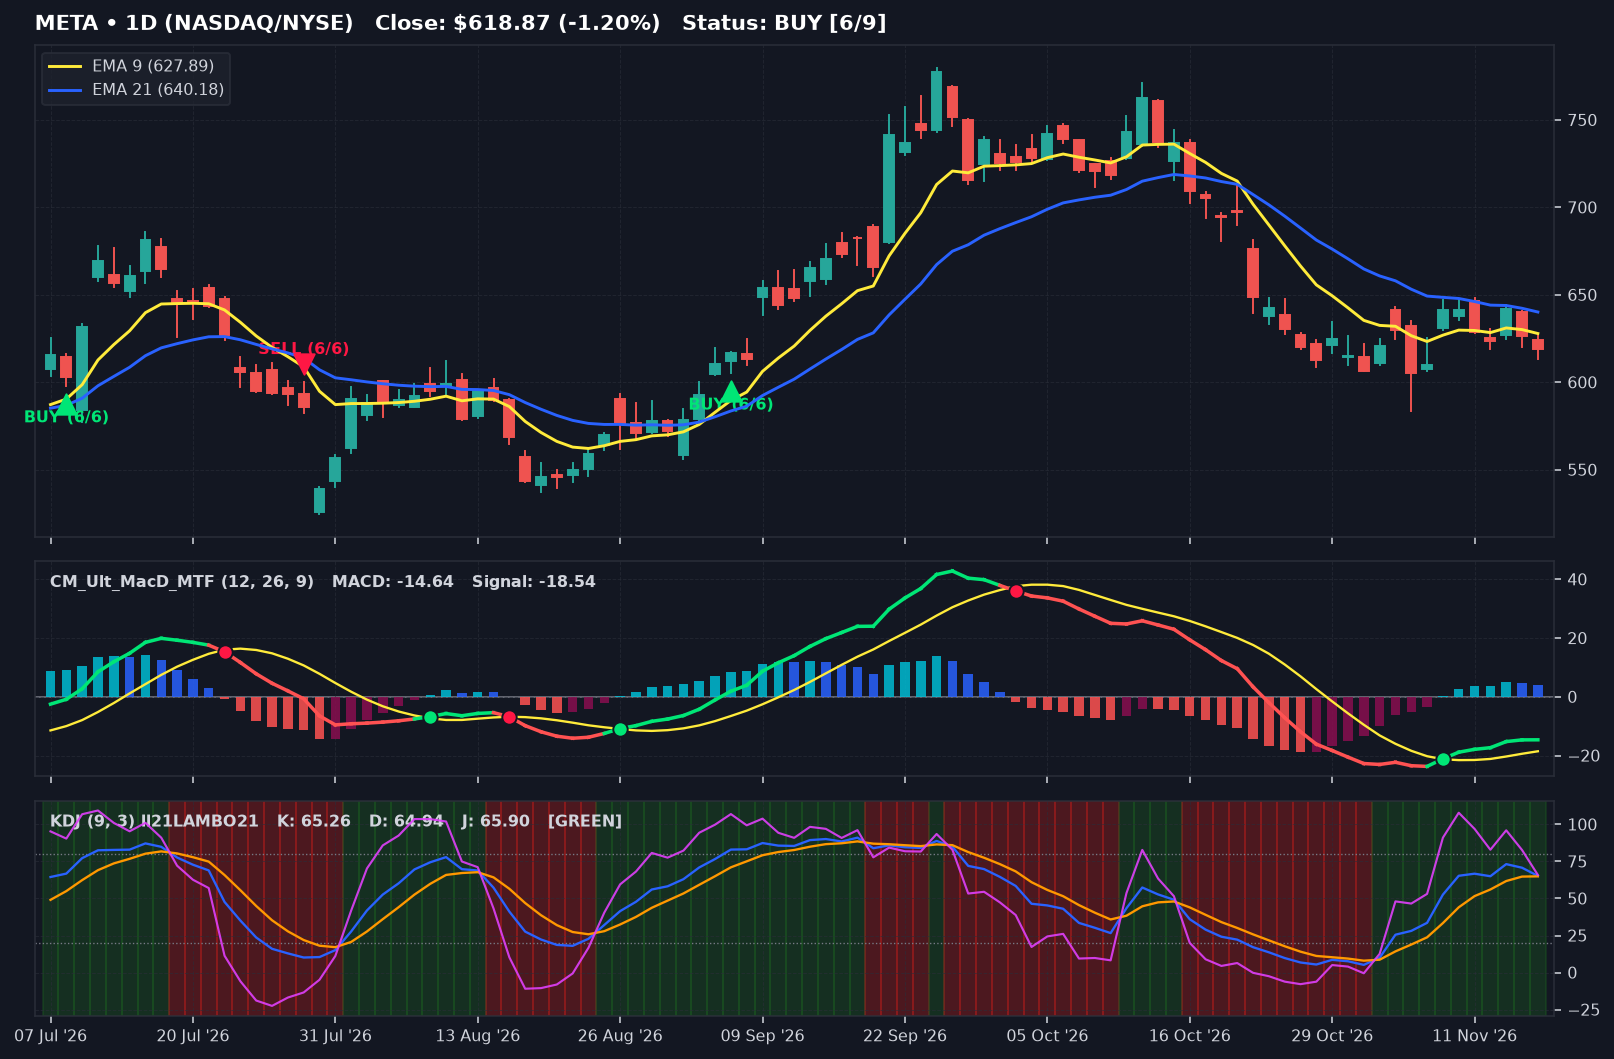 META • 1D (NASDAQ/NYSE) Close: $618.87 (-1.20%) Status: BUY [6/9]
EMA 9 (627.89)
EMA 21 (640.18)
750
700
650
600
550
SELL (6/6)
BUY (6/6)
BUY (6/6)
CM_Ult_MacD_MTF (12, 26, 9) MACD: -14.64 Signal: -18.54
40
20
0
−20
KDJ (9, 3) ll21LAMBO21 K: 65.26 D: 64.94 J: 65.90 [GREEN]
100
75
50
25
0
−25
07 Jul '26
20 Jul '26
31 Jul '26
13 Aug '26
26 Aug '26
09 Sep '26
22 Sep '26
05 Oct '26
16 Oct '26
29 Oct '26
11 Nov '26